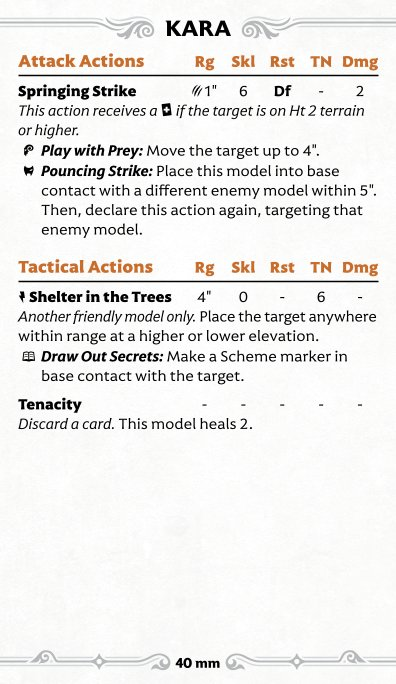 KARA
Attack Actions Rg Skl Rst TN Dmg
Springing Strike 1" 6 Df - 2
This action receives a if the target is on Ht 2 terrain
or higher.
Play with Prey: Move the target up to 4".
Pouncing Strike: Place this model into base
contact with a different enemy model within 5".
Then, declare this action again, targeting that
enemy model.
Tactical Actions Rg Skl Rst TN Dmg
Shelter in the Trees 4" 0 - 6 -
Another friendly model only. Place the target anywhere
within range at a higher or lower elevation.
Draw Out Secrets: Make a Scheme marker in
base contact with the target.
Tenacity - - - - -
Discard a card. This model heals 2.
40 mm